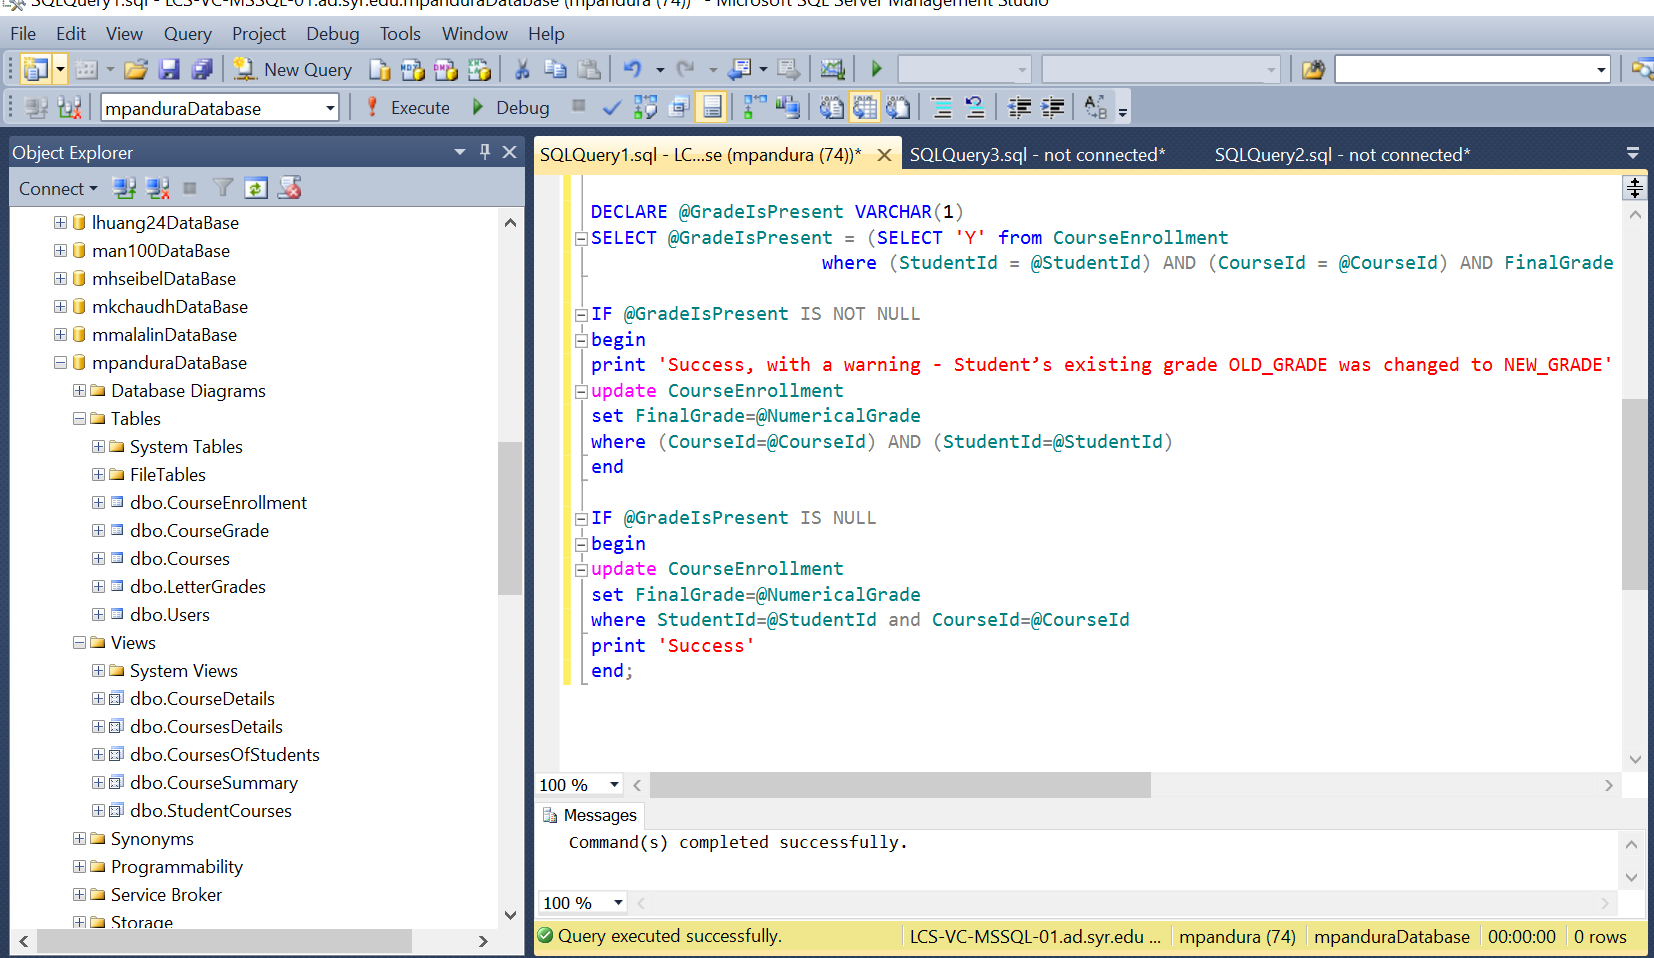 SQLQuery1.sql - LCS-VC-MSSQL-01.ad.syr.edu.mpanduraDatabase (mpandura (74))* - Microsoft SQL Server Management Studio
File Edit View Query Project Debug Tools Window Help
New Query
mpanduraDatabase Execute Debug
Object Explorer
Connect
lhuang24DataBase
man100DataBase
mhseibelDataBase
mkchaudhDataBase
mmalalinDataBase
mpanduraDataBase
Database Diagrams
Tables
System Tables
FileTables
dbo.CourseEnrollment
dbo.CourseGrade
dbo.Courses
dbo.LetterGrades
dbo.Users
Views
System Views
dbo.CourseDetails
dbo.CoursesDetails
dbo.CoursesOfStudents
dbo.CourseSummary
dbo.StudentCourses
Synonyms
Programmability
Service Broker
Storage
SQLQuery1.sql - LC...se (mpandura (74))* SQLQuery3.sql - not connected* SQLQuery2.sql - not connected*
DECLARE @GradeIsPresent VARCHAR(1)
SELECT @GradeIsPresent = (SELECT 'Y' from CourseEnrollment
where (StudentId = @StudentId) AND (CourseId = @CourseId) AND FinalGrade
IF @GradeIsPresent IS NOT NULL
begin
print 'Success, with a warning - Student’s existing grade OLD_GRADE was changed to NEW_GRADE'
update CourseEnrollment
set FinalGrade=@NumericalGrade
where (CourseId=@CourseId) AND (StudentId=@StudentId)
end
IF @GradeIsPresent IS NULL
begin
update CourseEnrollment
set FinalGrade=@NumericalGrade
where StudentId=@StudentId and CourseId=@CourseId
print 'Success'
end;
100 %
Messages
Command(s) completed successfully.
100 %
Query executed successfully. LCS-VC-MSSQL-01.ad.syr.edu ... mpandura (74) mpanduraDatabase 00:00:00 0 rows